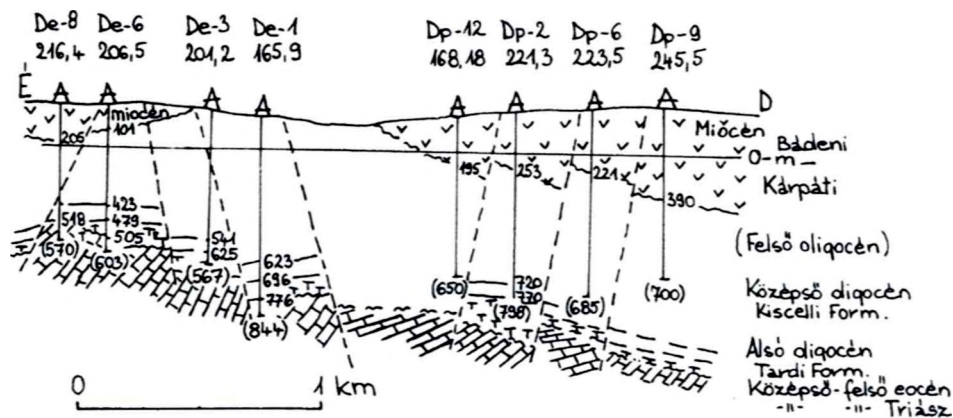 De-8 De-6 De-3 De-1 Dp-12 Dp-2 Dp-6 Dp-9
216,4 206,5 201,2 165,9 168,18 221,3 223,5 245,5
É D
miocén
101
206
Miőcén
Bádeni
0-m
Kárpáti
195 253 221 390
423
518 479
505
(570) (603)
541
625
(567)
623
696
776
(844)
(650)
720
770
(798)
(685)
(700)
(Felső oligocén)
Középső oligocén
Kiscelli Form.
Alsó oligocén
Tardi Form.
Középső-felső eocén
-"- -"- Triász
0 1 km